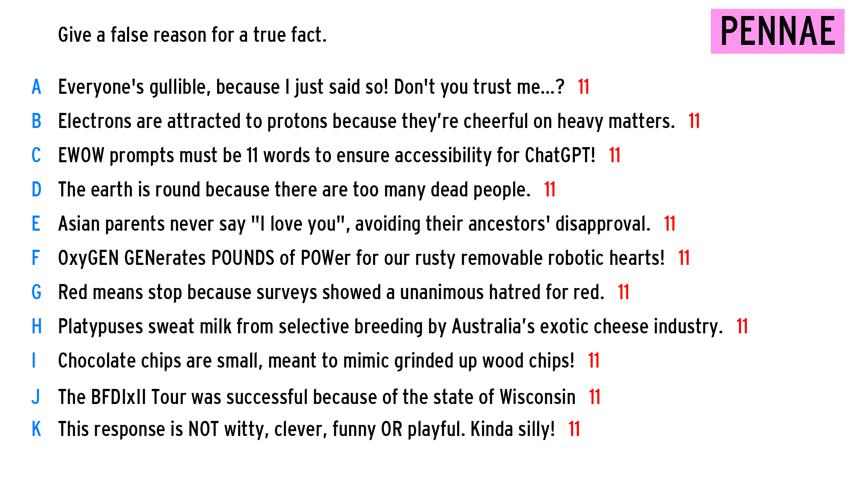 Give a false reason for a true fact.
PENNAE
A Everyone's gullible, because I just said so! Don't you trust me...? 11
B Electrons are attracted to protons because they’re cheerful on heavy matters. 11
C EWOW prompts must be 11 words to ensure accessibility for ChatGPT! 11
D The earth is round because there are too many dead people. 11
E Asian parents never say "I love you", avoiding their ancestors' disapproval. 11
F OxyGEN GENerates POUNDS of POWer for our rusty removable robotic hearts! 11
G Red means stop because surveys showed a unanimous hatred for red. 11
H Platypuses sweat milk from selective breeding by Australia’s exotic cheese industry. 11
I Chocolate chips are small, meant to mimic grinded up wood chips! 11
J The BFDIxII Tour was successful because of the state of Wisconsin 11
K This response is NOT witty, clever, funny OR playful. Kinda silly! 11